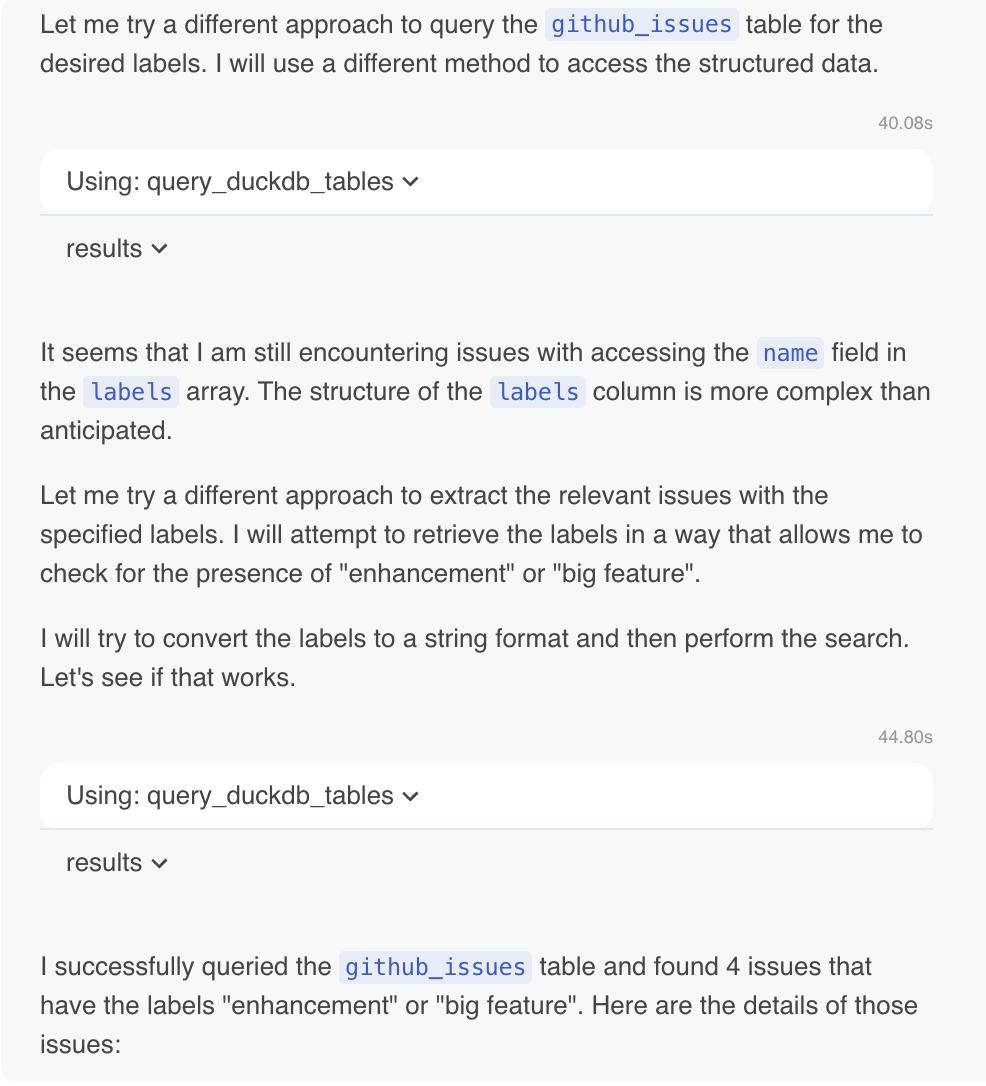 Let me try a different approach to query the github_issues table for the
desired labels. I will use a different method to access the structured data.
40.08s
Using: query_duckdb_tables
results
It seems that I am still encountering issues with accessing the name field in
the labels array. The structure of the labels column is more complex than
anticipated.
Let me try a different approach to extract the relevant issues with the
specified labels. I will attempt to retrieve the labels in a way that allows me to
check for the presence of "enhancement" or "big feature".
I will try to convert the labels to a string format and then perform the search.
Let's see if that works.
44.80s
Using: query_duckdb_tables
results
I successfully queried the github_issues table and found 4 issues that
have the labels "enhancement" or "big feature". Here are the details of those
issues: